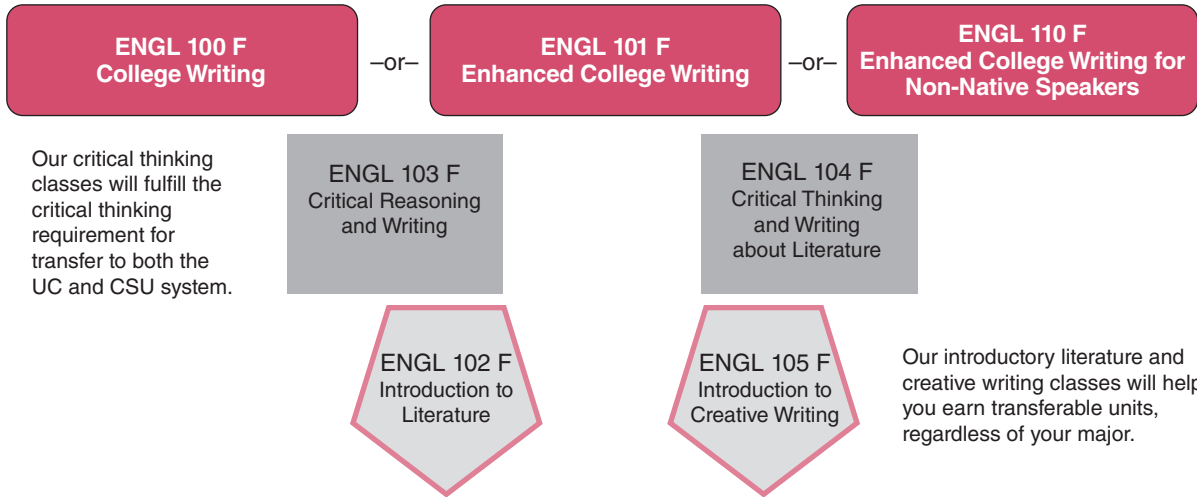 ENGL 100 F
College Writing
–or–
ENGL 101 F
Enhanced College Writing
–or–
ENGL 110 F
Enhanced College Writing for
Non-Native Speakers
Our critical thinking
classes will fulfill the
critical thinking
requirement for
transfer to both the
UC and CSU system.
ENGL 103 F
Critical Reasoning
and Writing
ENGL 104 F
Critical Thinking
and Writing
about Literature
ENGL 102 F
Introduction to
Literature
ENGL 105 F
Introduction to
Creative Writing
Our introductory literature and
creative writing classes will help
you earn transferable units,
regardless of your major.